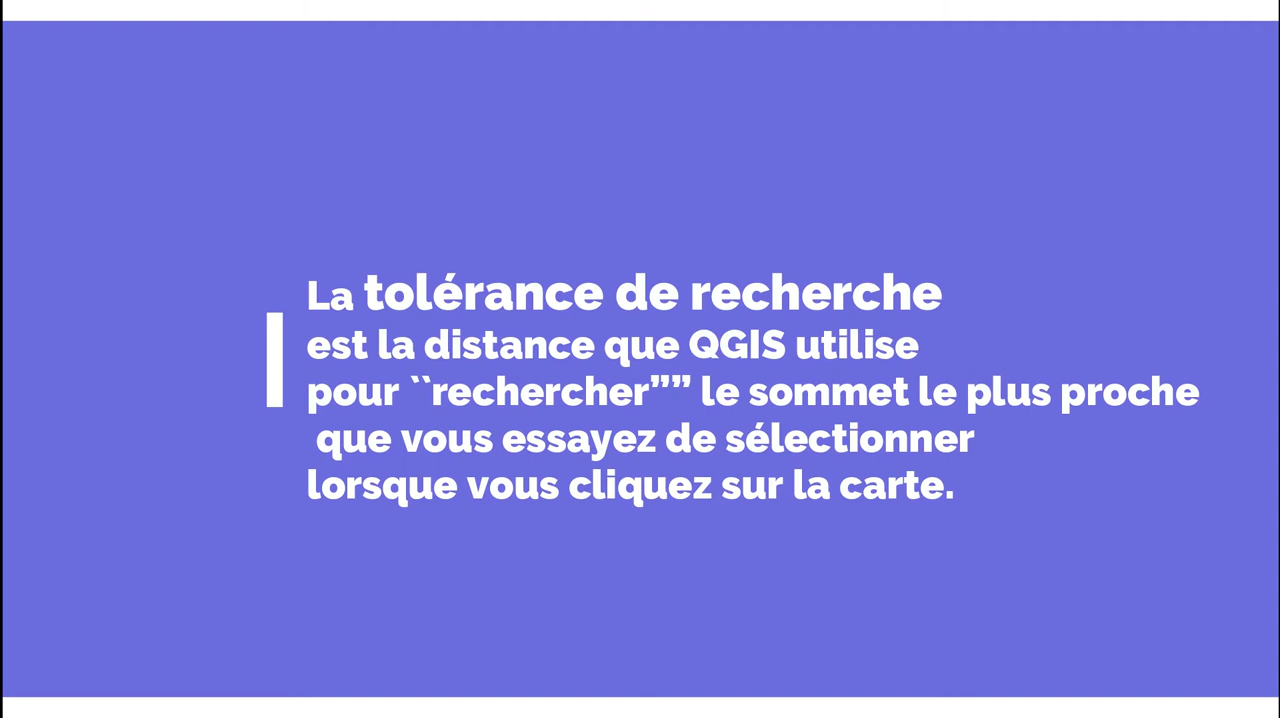 La tolérance de recherche
est la distance que QGIS utilise
pour ``rechercher”” le sommet le plus proche
que vous essayez de sélectionner
lorsque vous cliquez sur la carte.